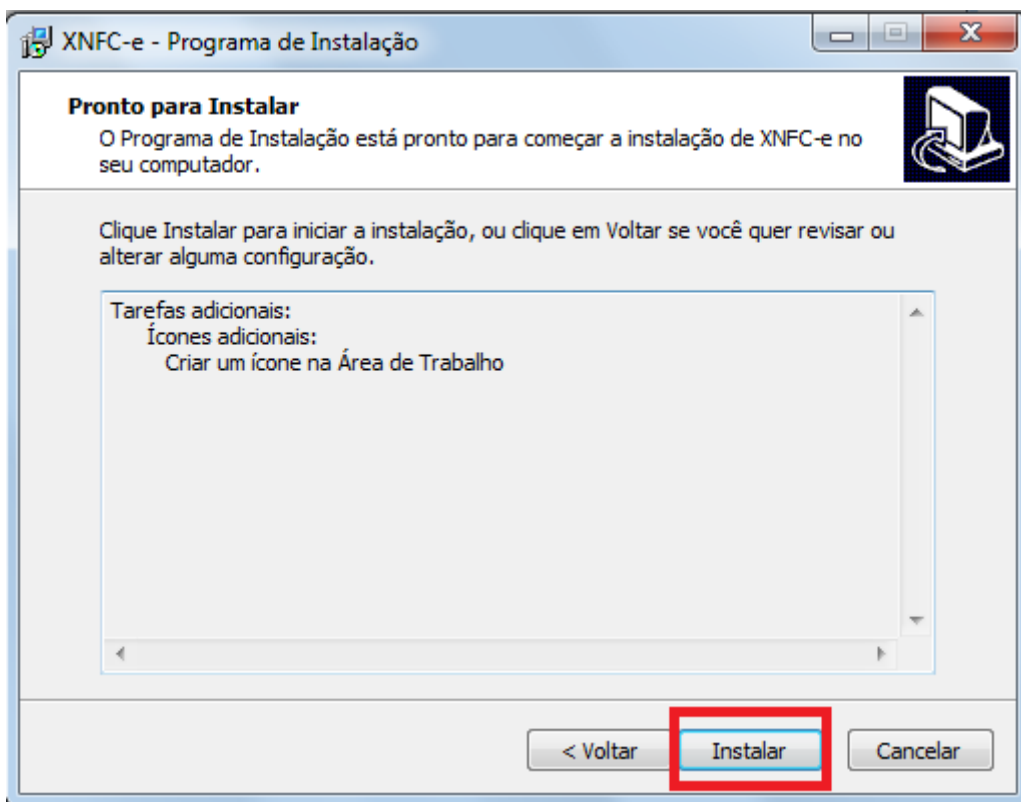 XNFC-e - Programa de Instalação
Pronto para Instalar
O Programa de Instalação está pronto para começar a instalação de XNFC-e no
seu computador.
Clique Instalar para iniciar a instalação, ou clique em Voltar se você quer revisar ou
alterar alguma configuração.
Tarefas adicionais:
Ícones adicionais:
Criar um ícone na Área de Trabalho
< Voltar
Instalar
Cancelar